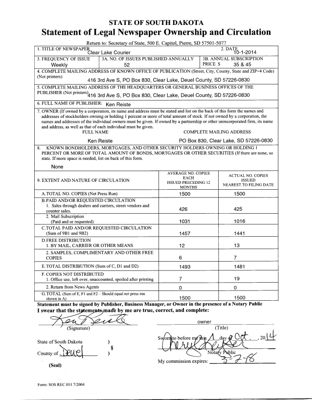 STATE OF SOUTH DAKOTA
Statement of Legal Newspaper Ownership and Circulation
Return to: Secretary of State, 500 E. Capitol, Pierre, SD 57501-5077
1. TITLE OF NEWSPAPER Clear Lake Courier 2. DATE 10-1-2014
3. FREQUENCY OF ISSUE Weekly 3A. NO. OF ISSUES PUBLISHED ANNUALLY 52 3B. ANNUAL SUBSCRIPTION PRICE $ 35 & 45
4. COMPLETE MAILING ADDRESS OF KNOWN OFFICE OF PUBLICATION (Street, City, County, State and ZIP+4 Code)
(Not printers) 416 3rd Ave S, PO Box 830, Clear Lake, Deuel County, SD 57226-0830
5. COMPLETE MAILING ADDRESS OF THE HEADQUARTERS OR GENERAL BUSINESS OFFICES OF THE
PUBLISHER (Not printers) 416 3rd Ave S, PO Box 830, Clear Lake, Deuel County, SD 57226-0830
6. FULL NAME OF PUBLISHER: Ken Reiste
7. OWNER (If owned by a corporation, its name and address must be stated and list on the back of this form the names and
addresses of stockholders owning or holding 1 percent or more of total amount of stock. If not owned by a corporation, the
names and addresses of the individual owners must be given. If owned by a partnership or other unincorporated firm, its name
and address, as well as that of each individual must be given.
FULL NAME COMPLETE MAILING ADDRESS
Ken Reiste PO Box 830, Clear Lake, SD 57226-0830
8. KNOWN BONDHOLDERS, MORTGAGES, AND OTHER SECURITY HOLDERS OWNING OR HOLDING 1
PERCENT OR MORE OF TOTAL AMOUNT OF BONDS, MORTGAGES OR OTHER SECURITIES (If there are none, so
state. If more space is needed, list on back of this form.
None
9. EXTENT AND NATURE OF CIRCULATION AVERAGE NO. COPIES EACH ISSUED PRECEDING 12 MONTHS ACTUAL NO. COPIES ISSUED NEAREST TO FILING DATE
A. TOTAL NO. COPIES (Net Press Run) 1500 1500
B. PAID AND/OR REQUESTED CIRCULATION
1. Sales through dealers and carriers, street vendors and
counter sales. 426 425
2. Mail Subscription
(Paid and or requested) 1031 1016
C. TOTAL PAID AND/OR REQUESTED CIRCULATION
(Sum of 9B1 and 9B2) 1457 1441
D. FREE DISTRIBUTION
1. BY MAIL, CARRIER OR OTHER MEANS 12 13
2. SAMPLES, COMPLIMENTARY AND OTHER FREE
COPIES 6 7
E. TOTAL DISTRIBUTION (Sum of C, D1 and D2) 1493 1481
F. COPIES NOT DISTRIBUTED
1. Office use, left over, unaccounted, spoiled after printing 7 19
2. Return from News Agents 0 0
G. TOTAL (Sum of E, F1 and F2 - Should equal net press run
shown in A) 1500 1500
Statement must be signed by Publisher, Business Manager, or Owner in the presence of a Notary Public
I swear that the statements made by me are true, correct, and complete:
Ken Reiste owner
(Signature) (Title)
State of South Dakota )
County of Deuel )
Sworn to before me this 1 day of Oct, 2014
Notary Public
(Seal)
My commission expires:
Form: SOS REC 051 7/2004